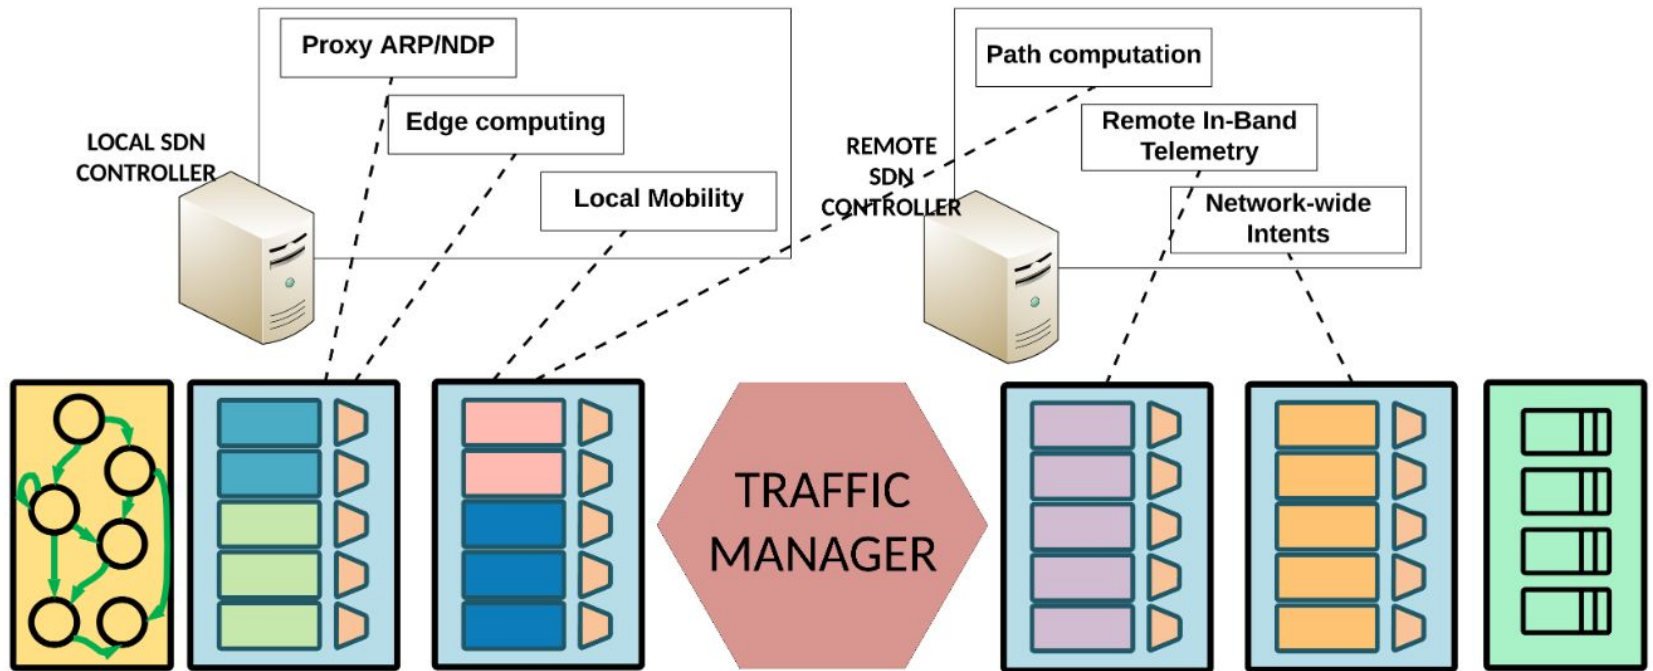 Proxy ARP/NDP
Edge computing
Local Mobility
LOCAL SDN
CONTROLLER
Path computation
Remote In-Band
Telemetry
Network-wide
Intents
REMOTE
SDN
CONTROLLER
TRAFFIC
MANAGER